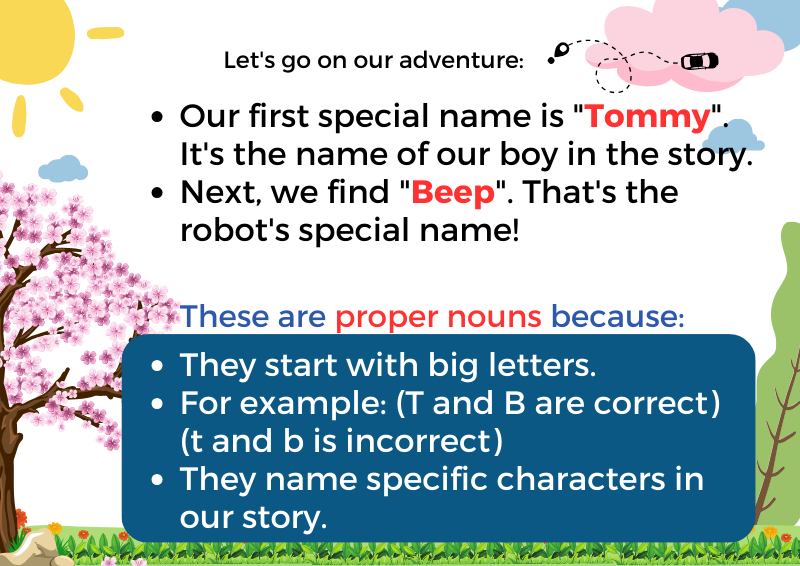 Let's go on our adventure:
• Our first special name is "Tommy".
It's the name of our boy in the story.
• Next, we find "Beep". That's the
robot's special name!
These are proper nouns because:
• They start with big letters.
• For example: (T and B are correct)
(t and b is incorrect)
• They name specific characters in
our story.